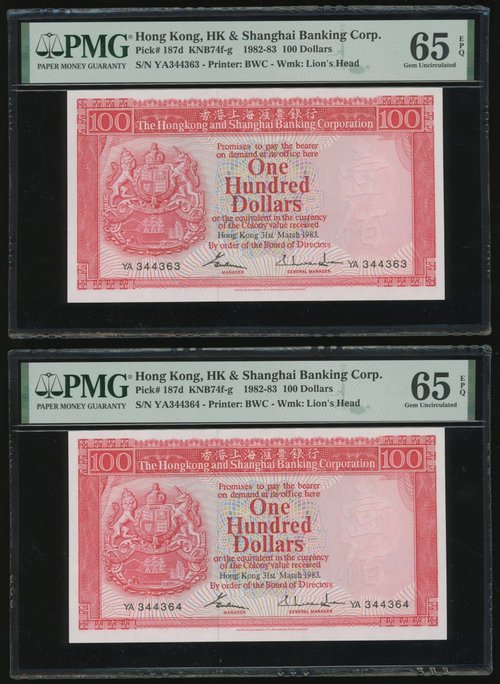 PMG
PAPER MONEY GUARANTY
Hong Kong, HK & Shanghai Banking Corp.
Pick# 187d KNB74f-g 1982-83 100 Dollars
S/N YA344363 - Printer: BWC - Wmk: Lion's Head
65 EPQ
Gem Uncirculated
100 香港上海滙豐銀行 100
The Hongkong and Shanghai Banking Corporation
Promises to pay the bearer
on demand at its office here
One
Hundred
Dollars
or the equivalent in the currency
of the Colony value received
Hong Kong 31st March 1983.
By order of the Board of Directors
YA 344363
MANAGER
GENERAL MANAGER
YA 344363
壹佰
PMG
PAPER MONEY GUARANTY
Hong Kong, HK & Shanghai Banking Corp.
Pick# 187d KNB74f-g 1982-83 100 Dollars
S/N YA344364 - Printer: BWC - Wmk: Lion's Head
65 EPQ
Gem Uncirculated
100 香港上海滙豐銀行 100
The Hongkong and Shanghai Banking Corporation
Promises to pay the bearer
on demand at its office here
One
Hundred
Dollars
or the equivalent in the currency
of the Colony value received
Hong Kong 31st March 1983.
By order of the Board of Directors
YA 344364
MANAGER
GENERAL MANAGER
YA 344364
壹佰